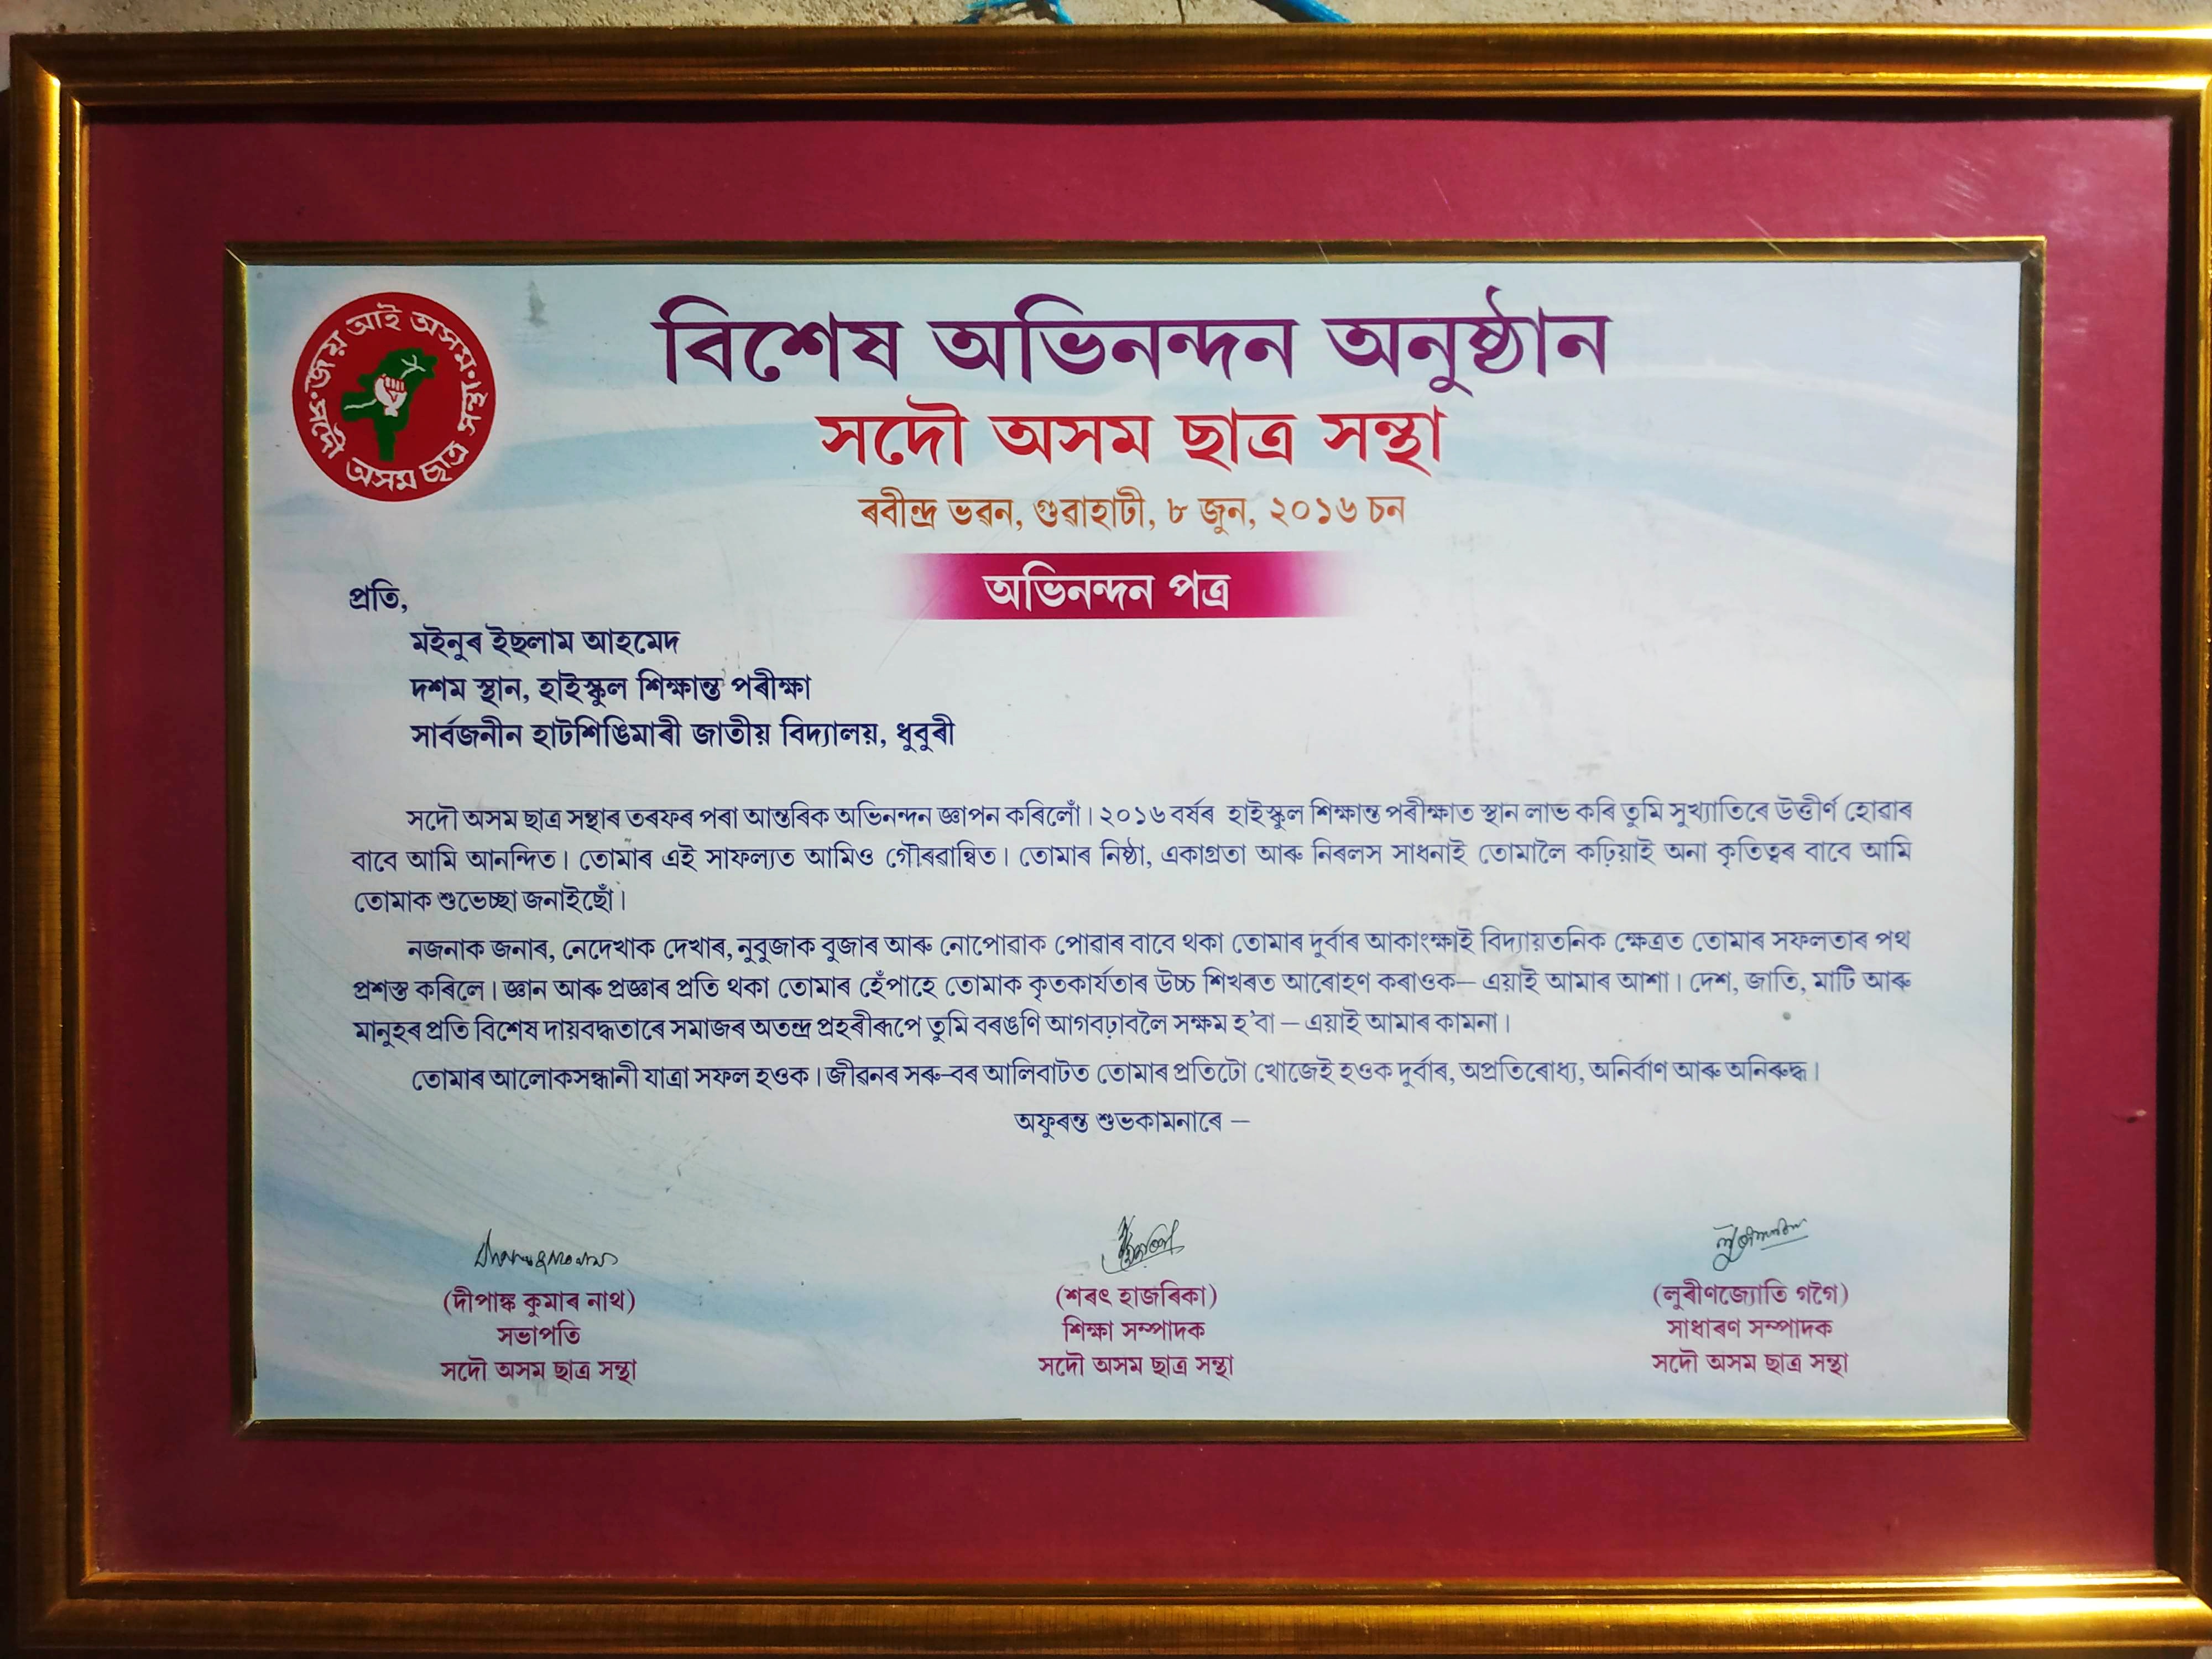 জয় আই অসম
সদৌ অসম ছাত্ৰ সন্থা
বিশেষ অভিনন্দন অনুষ্ঠান
সদৌ অসম ছাত্ৰ সন্থা
ৰবীন্দ্ৰ ভৱন, গুৱাহাটী, ৮ জুন, ২০১৬ চন
অভিনন্দন পত্ৰ
প্ৰতি,
মইনুৰ ইছলাম আহমেদ
দশম স্থান, হাইস্কুল শিক্ষান্ত পৰীক্ষা
সাৰ্বজনীন হাটশিঙিমাৰী জাতীয় বিদ্যালয়, ধুবুৰী
সদৌ অসম ছাত্ৰ সন্থাৰ তৰফৰ পৰা আন্তৰিক অভিনন্দন জ্ঞাপন কৰিলোঁ। ২০১৬ বৰ্ষৰ হাইস্কুল শিক্ষান্ত পৰীক্ষাত স্থান লাভ কৰি তুমি সুখ্যাতিৰে উত্তীৰ্ণ হোৱাৰ
বাবে আমি আনন্দিত। তোমাৰ এই সাফল্যত আমিও গৌৰৱান্বিত। তোমাৰ নিষ্ঠা, একাগ্ৰতা আৰু নিৰলস সাধনাই তোমালৈ কঢ়িয়াই অনা কৃতিত্বৰ বাবে আমি
তোমাক শুভেচ্ছা জনাইছোঁ।
নজনাক জনাৰ, নেদেখাক দেখাৰ, নুবুজাক বুজাৰ আৰু নোপোৱাক পোৱাৰ বাবে থকা তোমাৰ দুৰ্বাৰ আকাংক্ষাই বিদ্যায়তনিক ক্ষেত্ৰত তোমাৰ সফলতাৰ পথ
প্ৰশস্ত কৰিলে। জ্ঞান আৰু প্ৰজ্ঞাৰ প্ৰতি থকা তোমাৰ হেঁপাহে তোমাক কৃতকাৰ্যতাৰ উচ্চ শিখৰত আৰোহণ কৰাওক– এয়াই আমাৰ আশা। দেশ, জাতি, মাটি আৰু
মানুহৰ প্ৰতি বিশেষ দায়বদ্ধতাৰে সমাজৰ অতন্দ্ৰ প্ৰহৰীৰূপে তুমি বৰঙণি আগবঢ়াবলৈ সক্ষম হ'বা – এয়াই আমাৰ কামনা।
তোমাৰ আলোকসন্ধানী যাত্ৰা সফল হওক। জীৱনৰ সৰু-বৰ আলিবাটত তোমাৰ প্ৰতিটো খোজেই হওক দুৰ্বাৰ, অপ্ৰতিৰোধ্য, অনিৰ্বাণ আৰু অনিৰুদ্ধ।
অফুৰন্ত শুভকামনাৰে –
(দীপাঙ্ক কুমাৰ নাথ)
সভাপতি
সদৌ অসম ছাত্ৰ সন্থা
(শৰৎ হাজৰিকা)
শিক্ষা সম্পাদক
সদৌ অসম ছাত্ৰ সন্থা
(লুৰীণজ্যোতি গগৈ)
সাধাৰণ সম্পাদক
সদৌ অসম ছাত্ৰ সন্থা